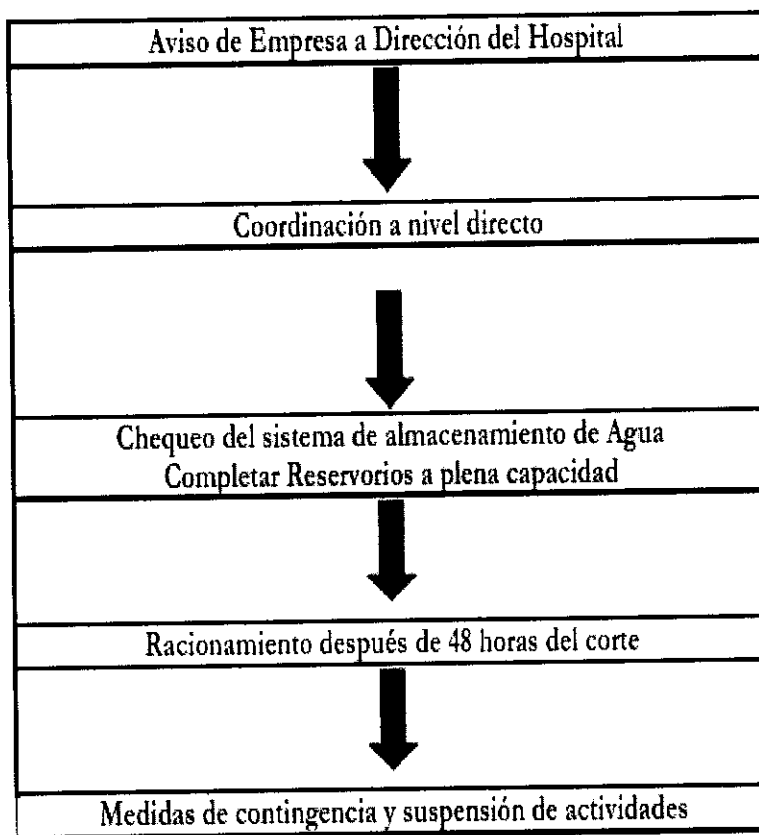 Aviso de Empresa a Dirección del Hospital
Coordinación a nivel directo
Chequeo del sistema de almacenamiento de Agua
Completar Reservorios a plena capacidad
Racionamiento después de 48 horas del corte
Medidas de contingencia y suspensión de actividades